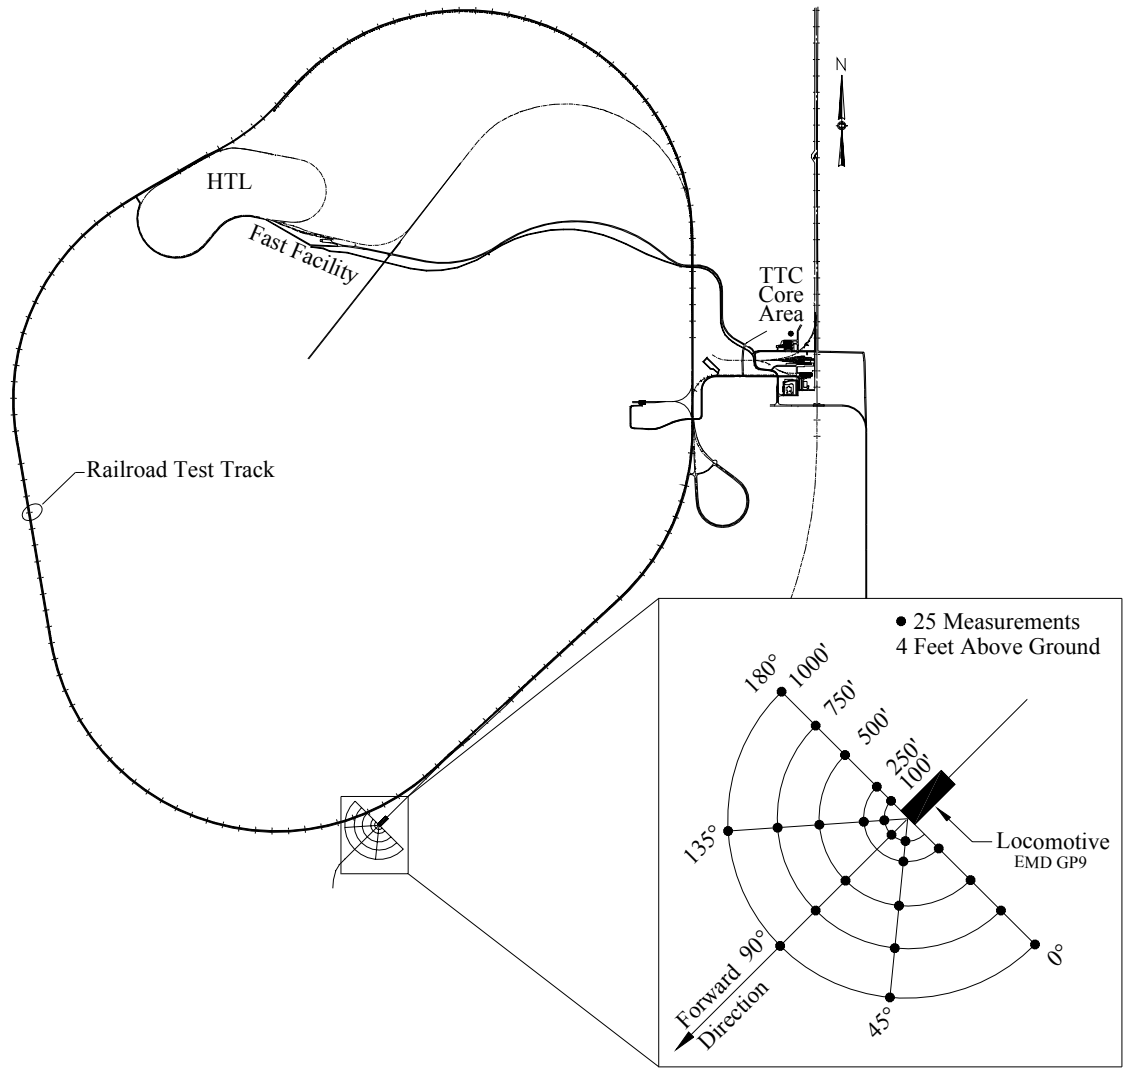 N
HTL
Fast Facility
TTC
Core
Area
Railroad Test Track
● 25 Measurements
4 Feet Above Ground
180°
1000'
750'
500'
250'
100'
135°
Locomotive
EMD GP9
90°
0°
45°
Forward
Direction